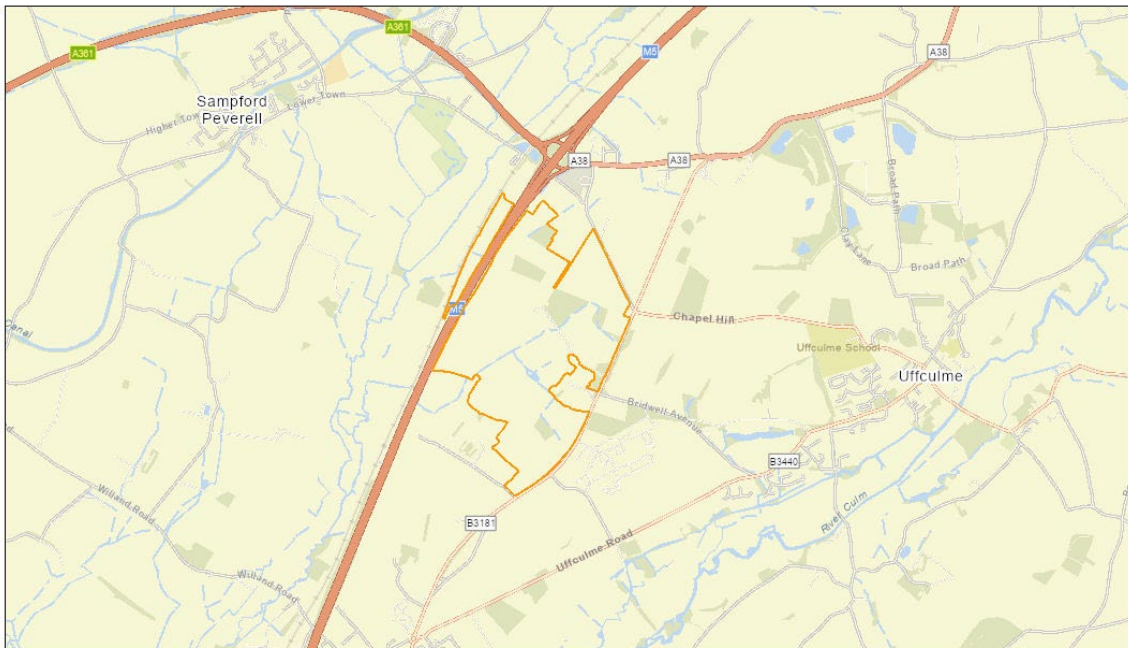 A361
A361
M5
A38
Sampford
Peverell
Higher Tow
Lower Town
A38
A38
Broad Path
Clay Lane
Broad Path
Canal
M5
Chapel Hill
Uffculme School
Uffculme
Bridwell Avenue
B3440
Willand Road
B3181
River Culm
Uffculme Road
Willand Road